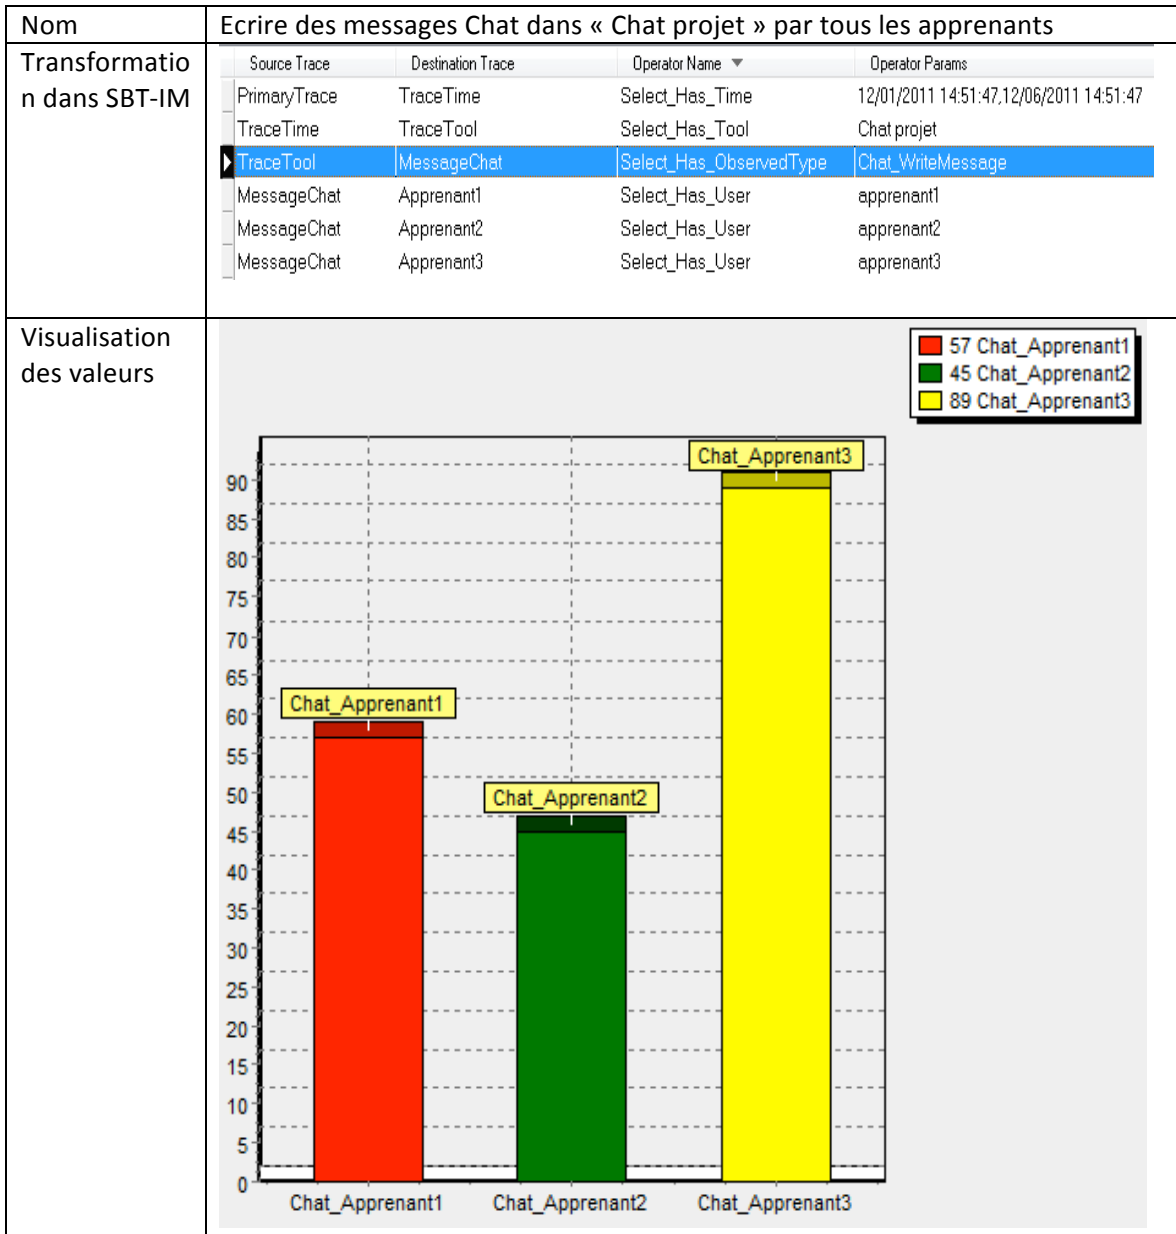 Nom Ecrire des messages Chat dans « Chat projet » par tous les apprenants
Transformatio
n dans SBT-IM
Source Trace Destination Trace Operator Name Operator Params
PrimaryTrace TraceTime Select_Has_Time 12/01/2011 14:51:47,12/06/2011 14:51:47
TraceTime TraceTool Select_Has_Tool Chat projet
TraceTool MessageChat Select_Has_ObservedType Chat_WriteMessage
MessageChat Apprenant1 Select_Has_User apprenant1
MessageChat Apprenant2 Select_Has_User apprenant2
MessageChat Apprenant3 Select_Has_User apprenant3
Visualisation
des valeurs
57 Chat_Apprenant1
45 Chat_Apprenant2
89 Chat_Apprenant3
Chat_Apprenant3
90
85
80
75
70
65
Chat_Apprenant1
60
55
50
Chat_Apprenant2
45
40
35
30
25
20
15
10
5
0
Chat_Apprenant1 Chat_Apprenant2 Chat_Apprenant3